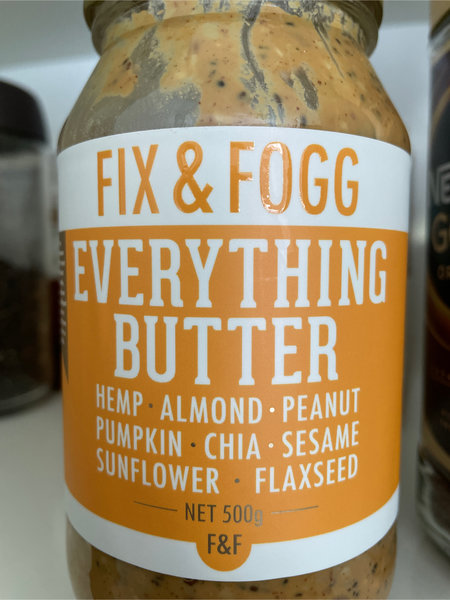 FIX & FOGG
EVERYTHING
BUTTER
HEMP · ALMOND · PEANUT
PUMPKIN · CHIA · SESAME
SUNFLOWER · FLAXSEED
NET 500g
F&F